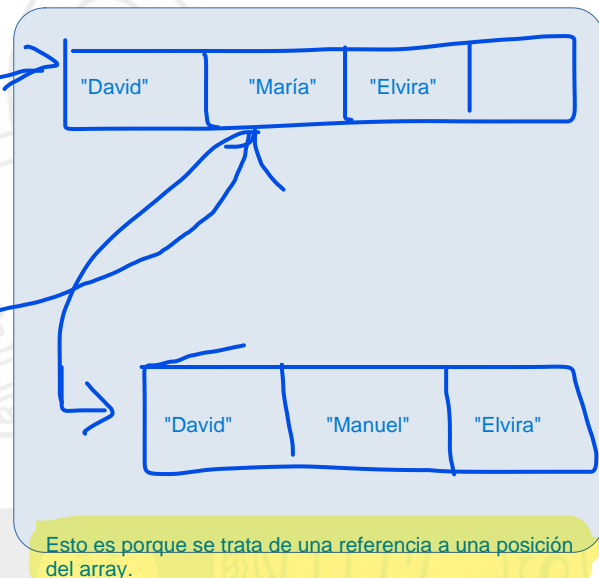 "David" "María" "Elvira"
"David" "Manuel" "Elvira"
Esto es porque se trata de una referencia a una posición
del array.